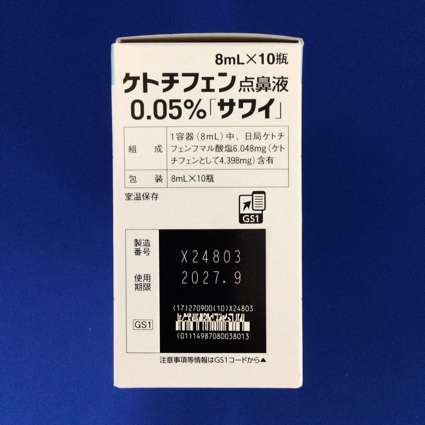 8mL×10瓶
ケトチフェン点鼻液
0.05%「サワイ」
組成
1容器(8mL)中、日局ケトチ
フェンフマル酸塩6.048mg(ケト
チフェンとして4.398mg)含有
包装
8mL×10瓶
室温保存
GS1
製造
番号
X24803
使用
期限
2027.9
(17)270900(10)X24803
GS1
(01)14987080038013
注意事項等情報はGS1コードから▲